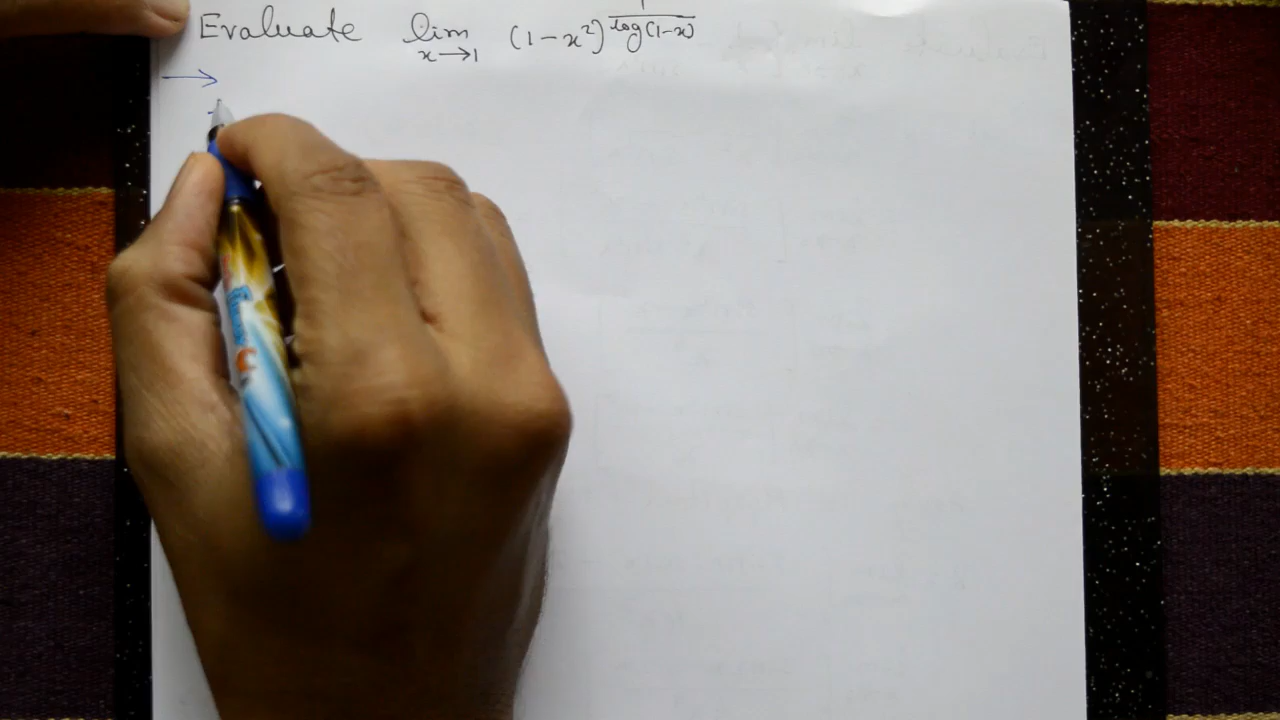 Evaluate lim x→1 (1-x²)^1/log(1-x)
→